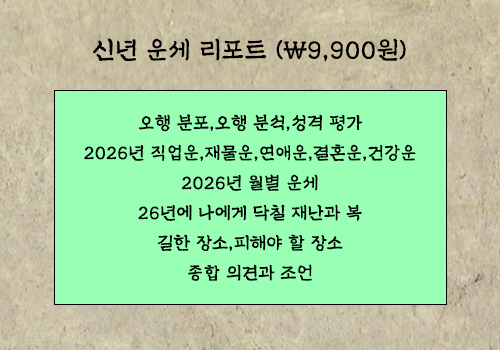 신년 운세 리포트 (₩9,900원)
오행 분포,오행 분석,성격 평가
2026년 직업운,재물운,연애운,결혼운,건강운
2026년 월별 운세
26년에 나에게 닥칠 재난과 복
길한 장소,피해야 할 장소
종합 의견과 조언